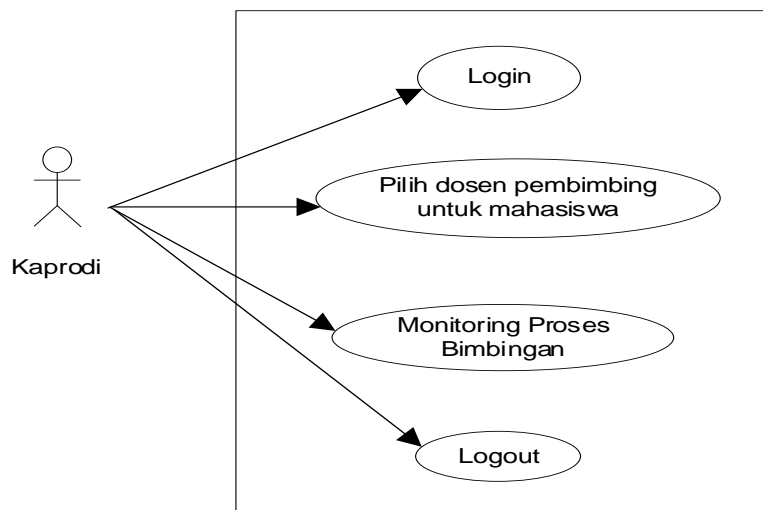 Login
Pilih dosen pembimbing
untuk mahasiswa
Kaprodi
Monitoring Proses
Bimbingan
Logout